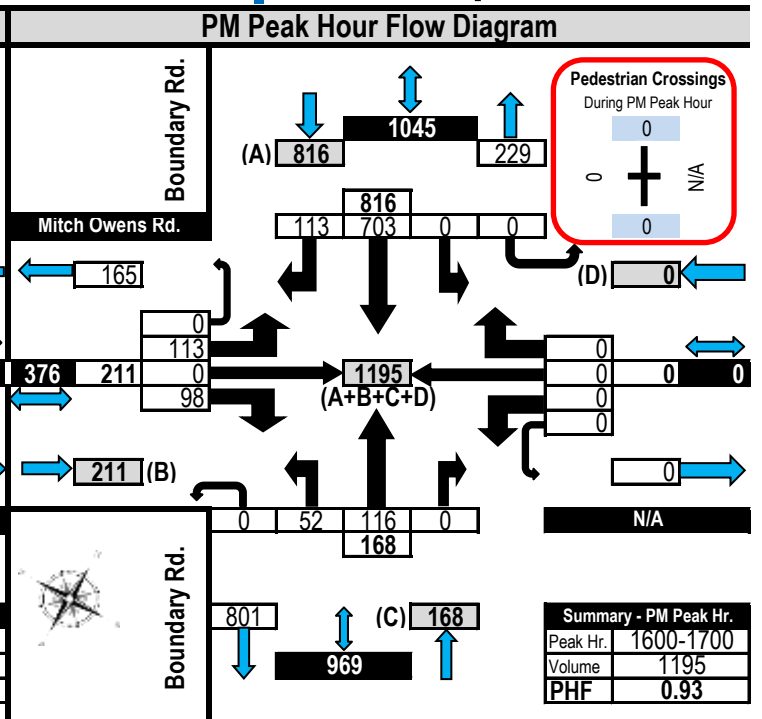 PM Peak Hour Flow Diagram
Boundary Rd.
Mitch Owens Rd.
1045
(A) 816
229
816
113 703 0 0
Pedestrian Crossings
During PM Peak Hour
0
0
N/A
0
165
(D) 0
0
113
376 211 0
98
1195
(A+B+C+D)
0
0 0 0
0
0
211 (B)
0
0 52 116 0
168
N/A
Boundary Rd.
801
(C) 168
969
Summary - PM Peak Hr.
Peak Hr. 1600-1700
Volume 1195
PHF 0.93